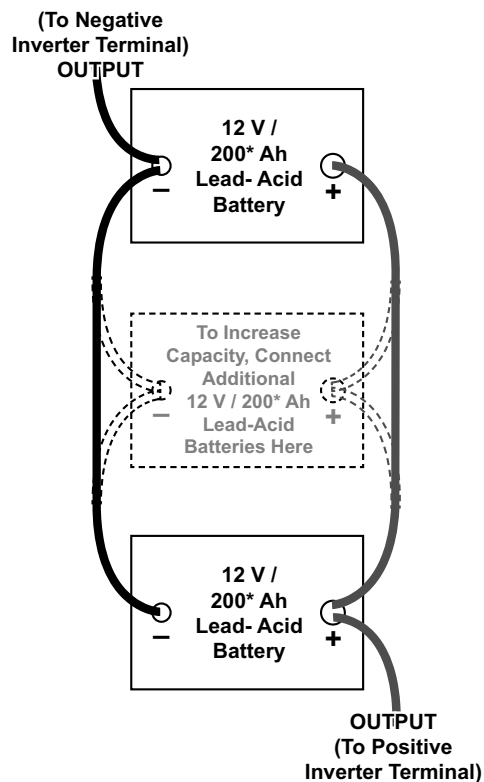 (To Negative
Inverter Terminal)
OUTPUT
12 V /
200* Ah
Lead- Acid
Battery
– +
To Increase
Capacity, Connect
Additional
12 V / 200* Ah
Lead-Acid
Batteries Here
– +
12 V /
200* Ah
Lead- Acid
Battery
– +
OUTPUT
(To Positive
Inverter Terminal)